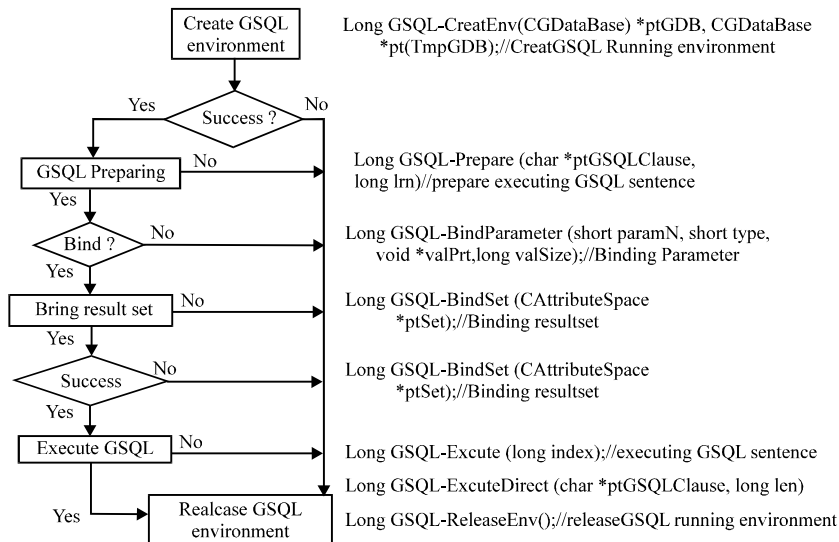 Create GSQL
environment
Long GSQL-CreatEnv(CGDataBase) *ptGDB, CGDataBase
*pt(TmpGDB);//CreatGSQL Running environment
Yes
No
Success ?
GSQL Preparing
No
Long GSQL-Prepare (char *ptGSQLClause,
long lrn)//prepare executing GSQL sentence
Yes
Bind ?
No
Long GSQL-BindParameter (short paramN, short type,
void *valPrt,long valSize);//Binding Parameter
Yes
Bring result set
No
Long GSQL-BindSet (CAttributeSpace
*ptSet);//Binding resultset
Yes
Success
No
Long GSQL-BindSet (CAttributeSpace
*ptSet);//Binding resultset
Yes
Execute GSQL
No
Long GSQL-Excute (long index);//executing GSQL sentence
Long GSQL-ExcuteDirect (char *ptGSQLClause, long len)
Yes
Realcase GSQL
environment
Long GSQL-ReleaseEnv();//releaseGSQL running environment